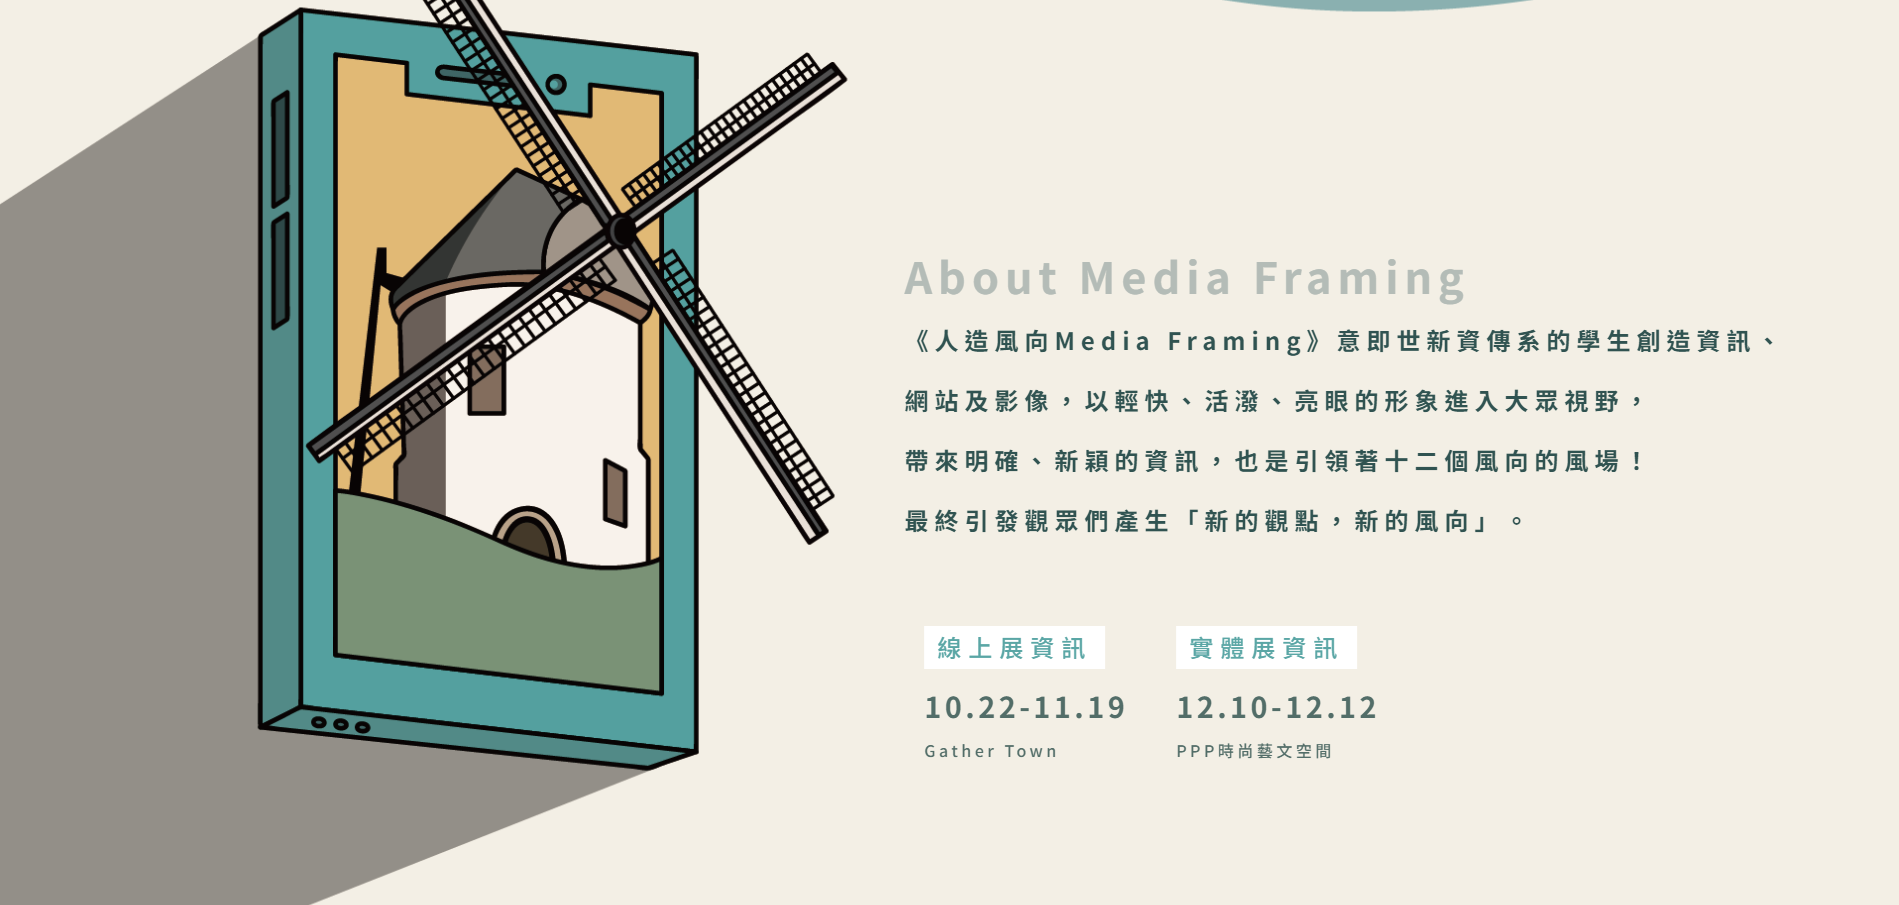 About Media Framing
《人造風向Media Framing》意即世新資傳系的學生創造資訊、
網站及影像，以輕快、活潑、亮眼的形象進入大眾視野，
帶來明確、新穎的資訊，也是引領著十二個風向的風場！
最終引發觀眾們產生「新的觀點，新的風向」。
線上展資訊
10.22-11.19
Gather Town
實體展資訊
12.10-12.12
PPP時尚藝文空間